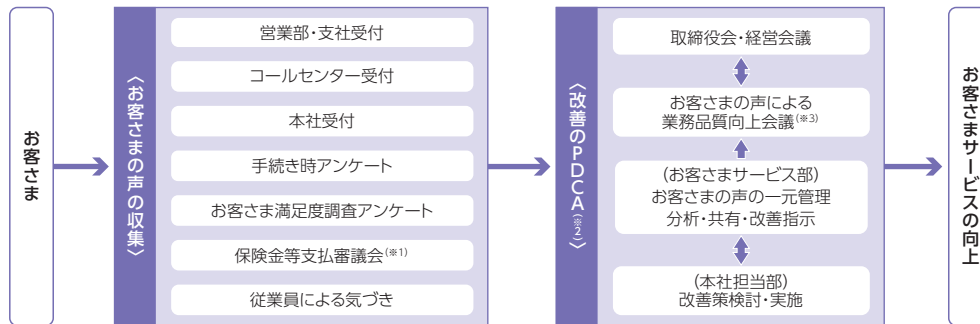 お客さま
〈お客さまの声の収集〉
営業部・支社受付
コールセンター受付
本社受付
手続き時アンケート
お客さま満足度調査アンケート
保険金等支払審議会(※1)
従業員による気づき
〈改善のPDCA(※2)〉
取締役会・経営会議
お客さまの声による
業務品質向上会議(※3)
(お客さまサービス部)
お客さまの声の一元管理
分析・共有・改善指示
(本社担当部)
改善策検討・実施
お客さまサービスの向上